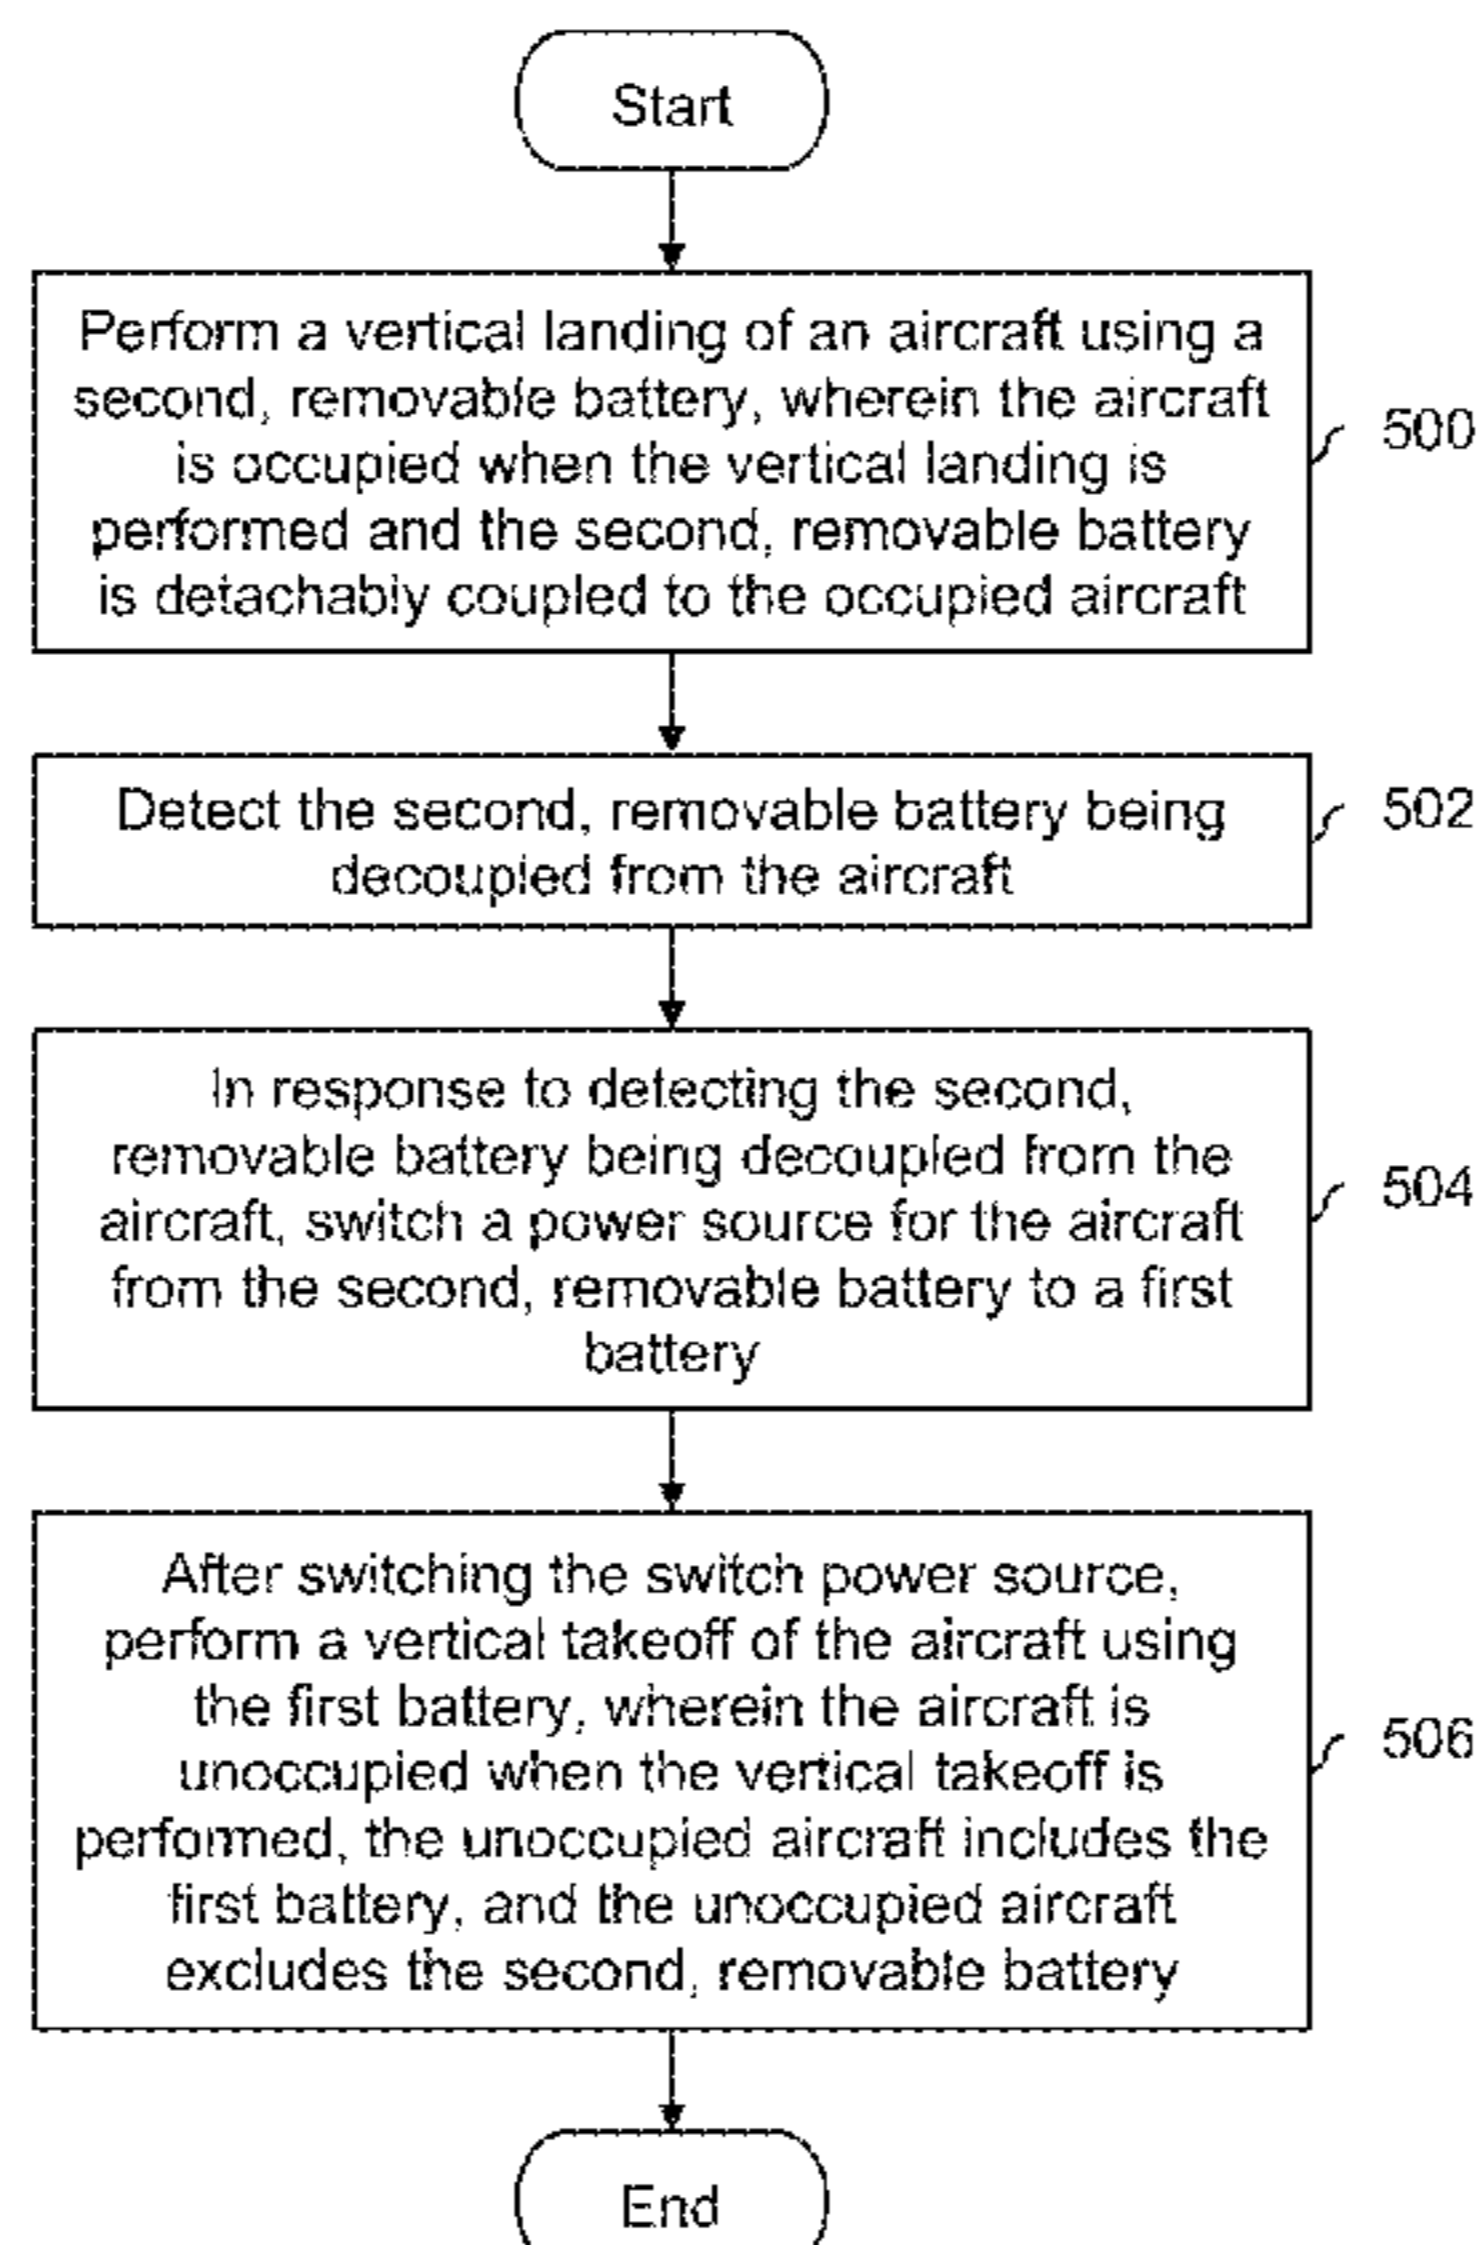 Start
Perform a vertical landing of an aircraft using a
second, removable battery, wherein the aircraft
is occupied when the vertical landing is
performed and the second, removable battery
is detachably coupled to the occupied aircraft
500
Detect the second, removable battery being
decoupled from the aircraft
502
In response to detecting the second,
removable battery being decoupled from the
aircraft, switch a power source for the aircraft
from the second, removable battery to a first
battery
504
After switching the switch power source,
perform a vertical takeoff of the aircraft using
the first battery, wherein the aircraft is
unoccupied when the vertical takeoff is
performed, the unoccupied aircraft includes the
first battery, and the unoccupied aircraft
excludes the second, removable battery
506
End